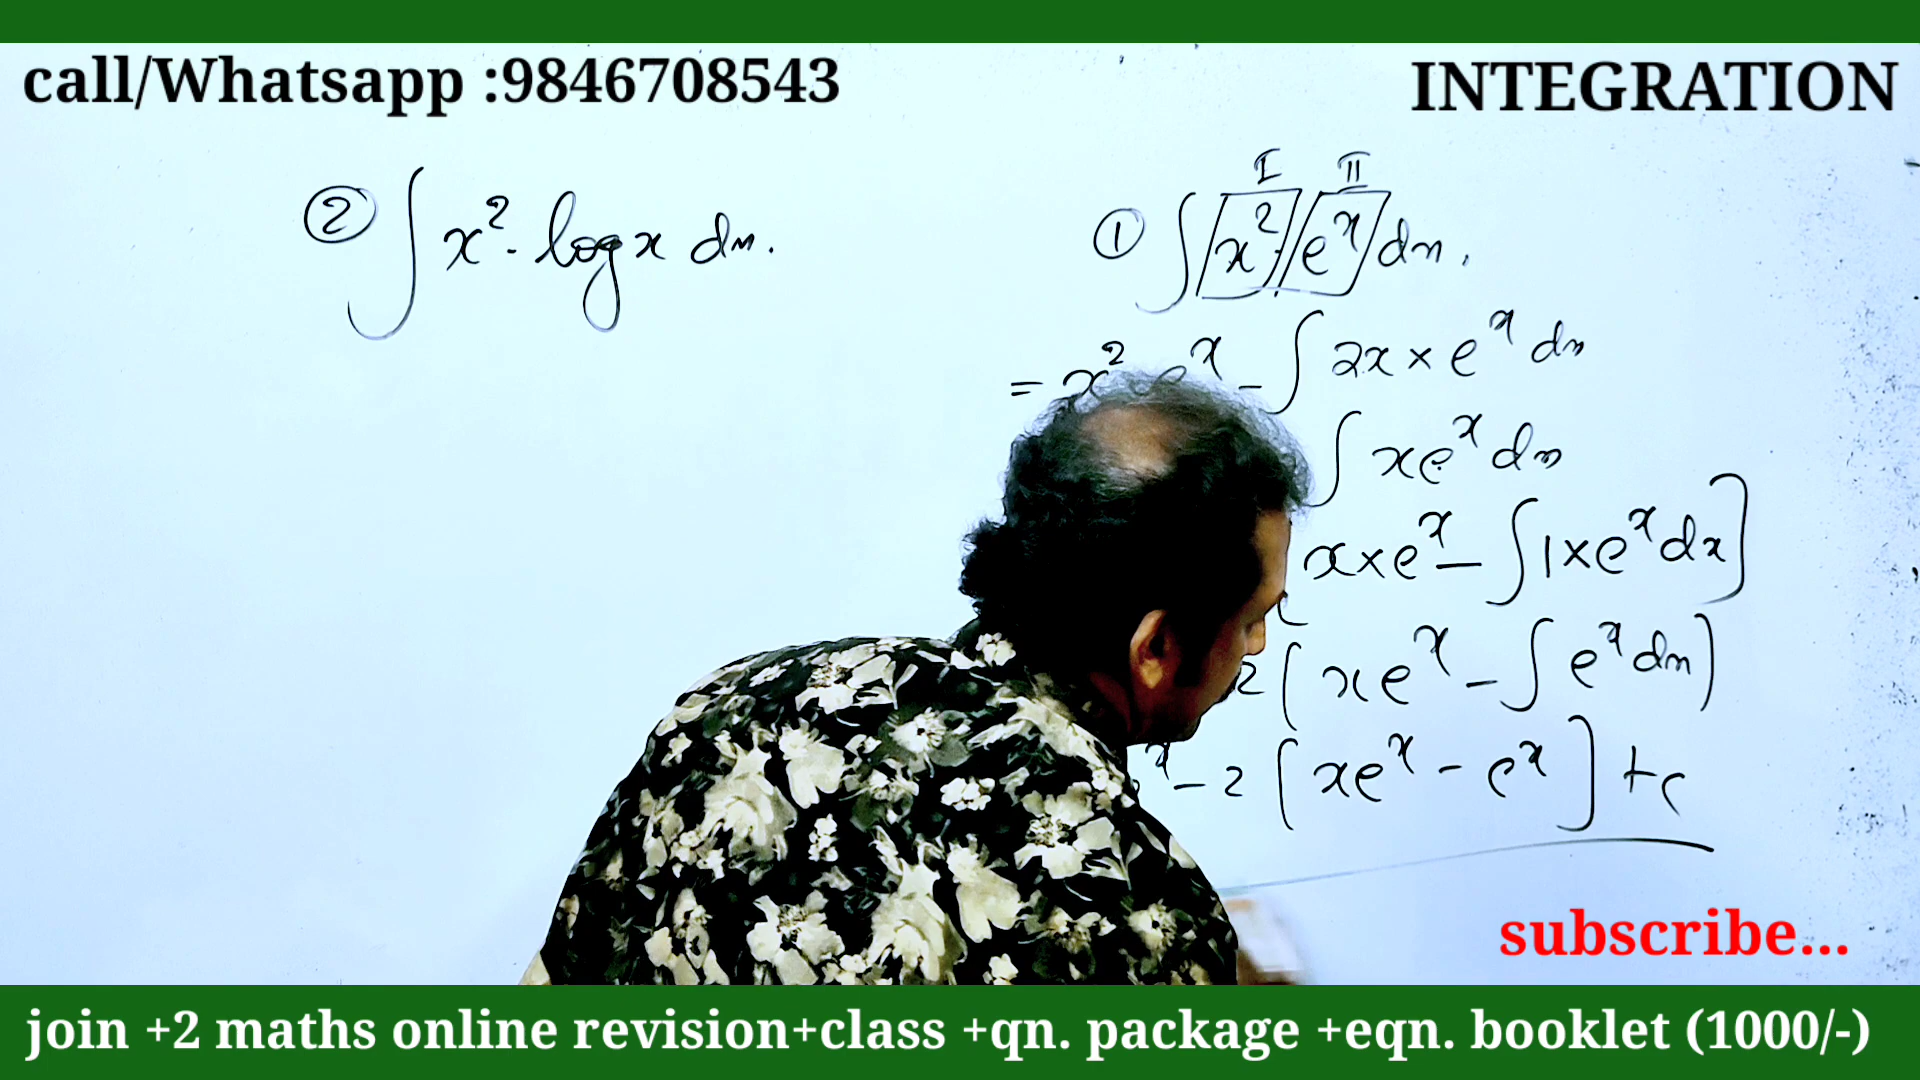 call/Whatsapp :9846708543
INTEGRATION
② ∫ x² . log x dx.
I II
① ∫ x² . eˣ dx.
= x² eˣ - ∫ 2x × eˣ dx
∫ xeˣ dx
x × eˣ - ∫ 1 × eˣ dx ]
2 ( xeˣ - ∫ eˣ dx )
ˣ - 2 [ xeˣ - eˣ ] + c
subscribe...
join +2 maths online revision+class +qn. package +eqn. booklet (1000/-)